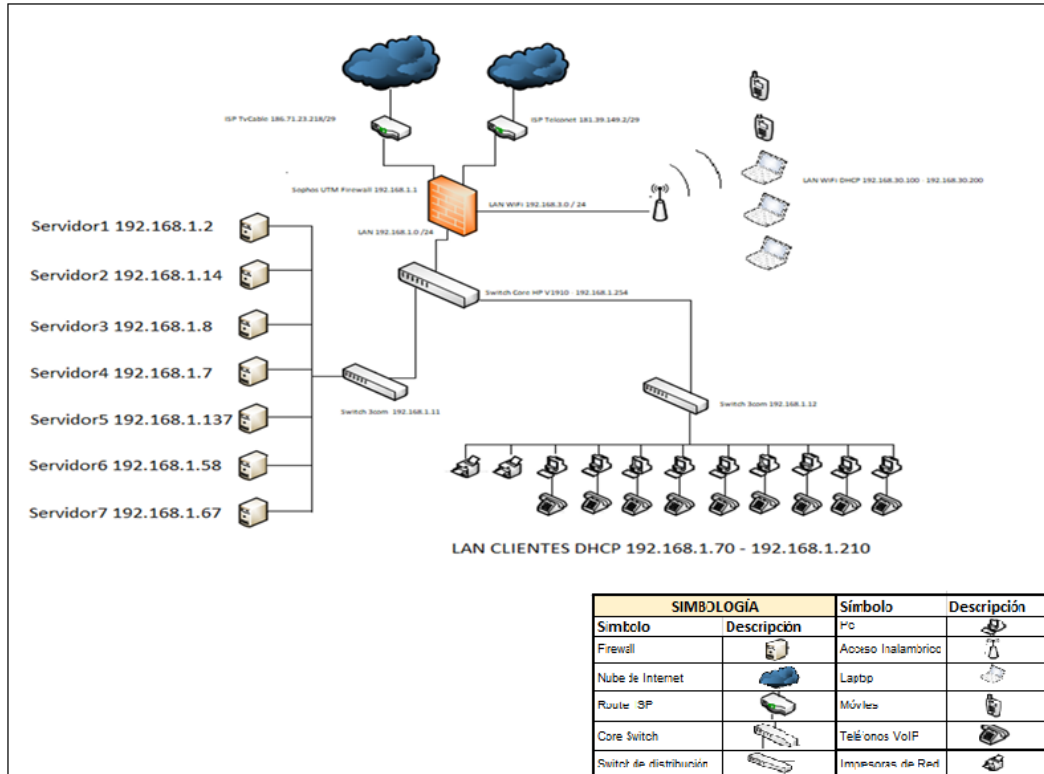 ISP TvCable 186.71.23.218/29
ISP Telconet 181.39.149.2/29
Sophos UTM Firewall 192.168.1.1
LAN WIFI 192.168.3.0 / 24
LAN WIFI DHCP 192.168.30.100 - 192.168.30.200
LAN 192.168.1.0 /24
Servidor1 192.168.1.2
Servidor2 192.168.1.14
Switch Core HP V1910 - 192.168.1.254
Servidor3 192.168.1.8
Servidor4 192.168.1.7
Servidor5 192.168.1.137
Switch 3com 192.168.1.11
Switch 3com 192.168.1.12
Servidor6 192.168.1.58
Servidor7 192.168.1.67
LAN CLIENTES DHCP 192.168.1.70 - 192.168.1.210
SIMBOLOGÍA
Símbolo
Descripción
Símbolo
Descripción
Pc
Firewall
Acceso Inalambrico
Nube de Internet
Laptop
Route ISP
Móviles
Core Switch
Teléfonos VoIP
Switch de distribución
Impresoras de Red